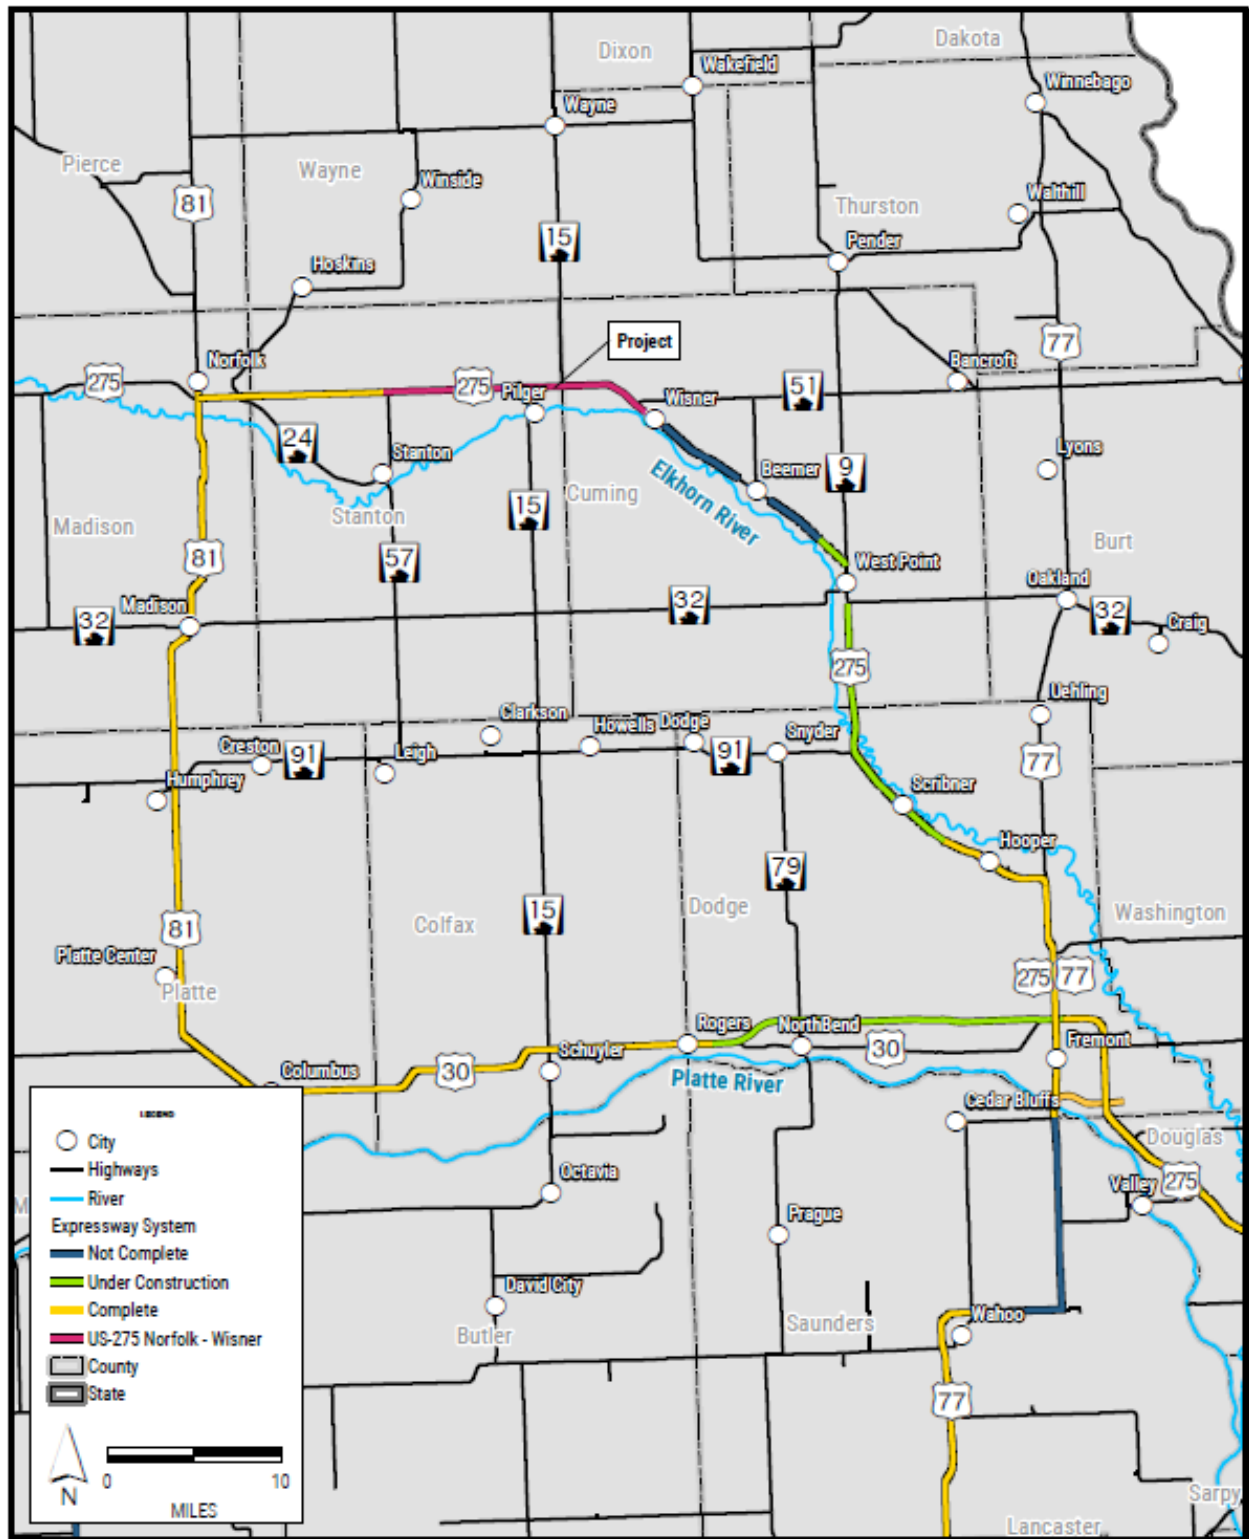 Dixon
Dakota
Wakefield
Winnebago
Wayne
Pierce
Wayne
Winside
Walthill
81
Thurston
15
Pender
Hoskins
Project
77
Norfolk
Bancroft
275
275
51
Pilger
Wisner
24
Stanton
Beemer
Lyons
9
Elkhorn River
Cuming
15
Stanton
Madison
Burt
81
57
West Point
Oakland
Madison
32
32
32
Craig
275
Uehling
Clarkson
Howells
Dodge
Snyder
Creston
91
Leigh
91
77
Humphrey
Scribner
Hooper
79
Dodge
Colfax
15
Washington
81
Platte Center
Platte
275
77
Rogers
NorthBend
Fremont
Schuyler
30
30
Columbus
Platte River
Cedar Bluffs
Douglas
Octavia
Valley
275
Prague
David City
Saunders
Wahoo
Butler
77
Sarpy
Lancaster
M
LEGEND
City
Highways
River
Expressway System
Not Complete
Under Construction
Complete
US-275 Norfolk - Wisner
County
State
0
10
N
MILES